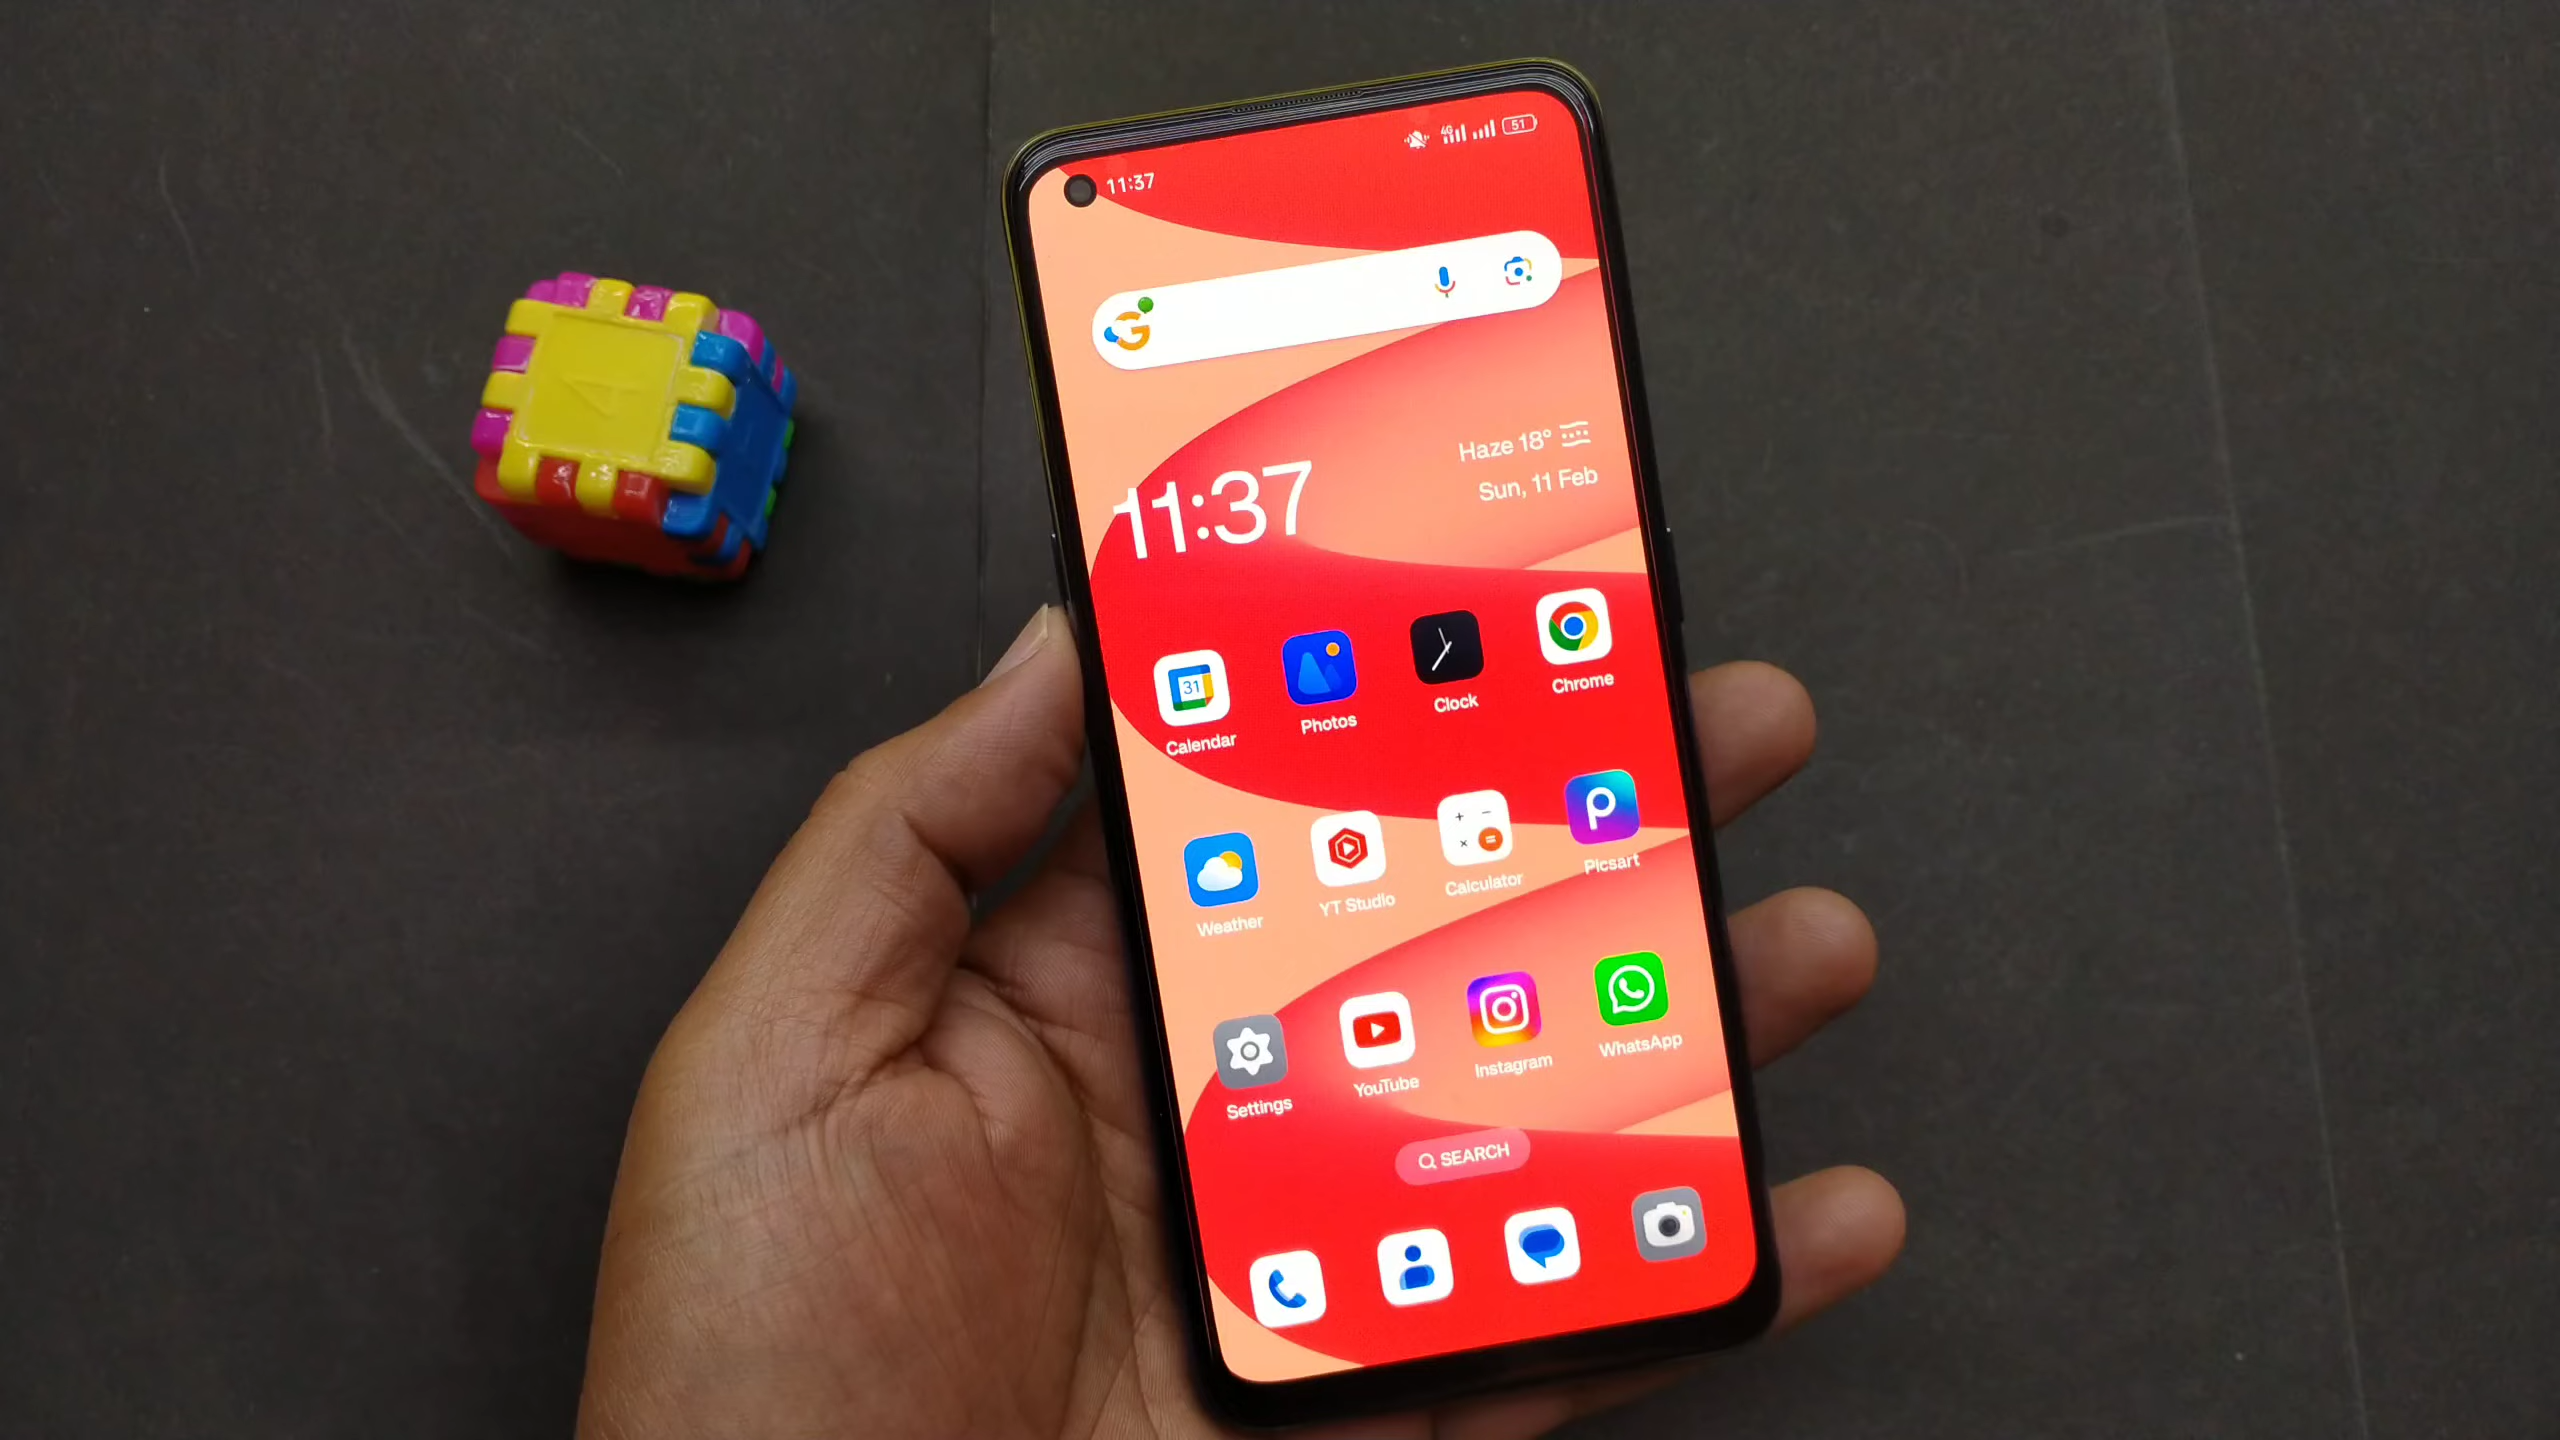 11:37
4G
51
G
Haze 18°
11:37
Sun, 11 Feb
31
Calendar
Photos
Clock
Chrome
Weather
YT Studio
Calculator
Picsart
Settings
YouTube
Instagram
WhatsApp
SEARCH